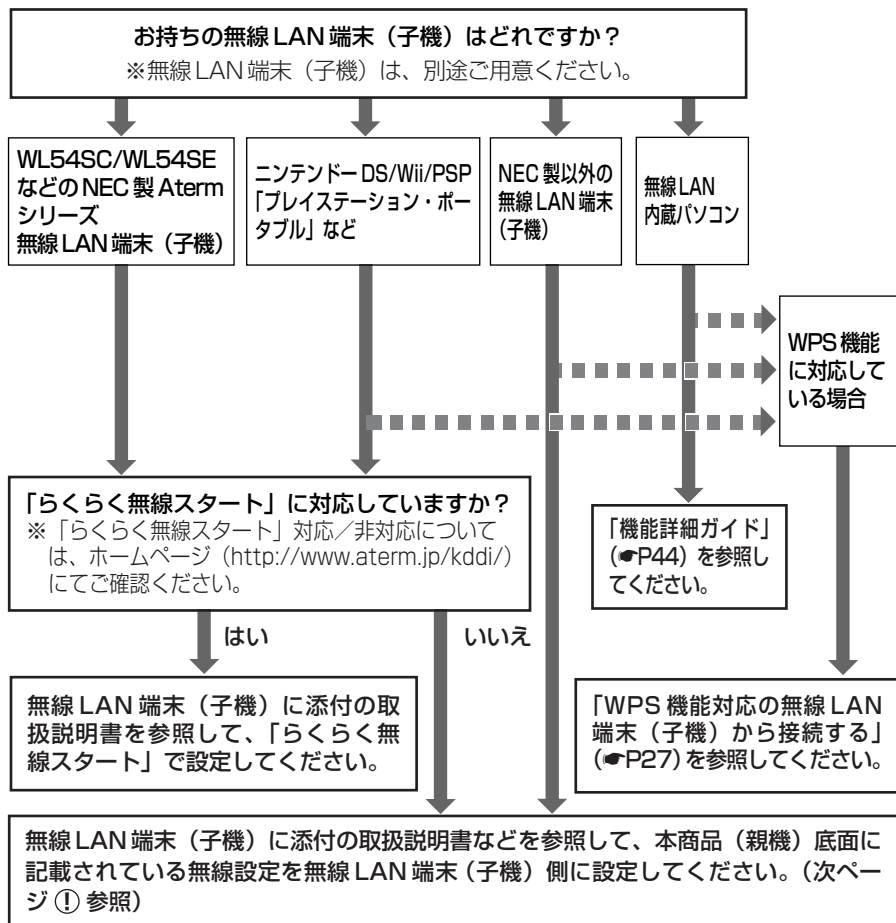 お持ちの無線LAN端末（子機）はどれですか？
※無線LAN端末（子機）は、別途ご用意ください。
WL54SC/WL54SE
などのNEC製Aterm
シリーズ
無線LAN端末（子機）
ニンテンドーDS/Wii/PSP
「プレイステーション・ポー
タブル」など
NEC製以外の
無線LAN端末
（子機）
無線LAN
内蔵パソコン
WPS機能
に対応して
いる場合
「らくらく無線スタート」に対応していますか？
※「らくらく無線スタート」対応／非対応について
は、ホームページ（http://www.aterm.jp/kddi/）
にてご確認ください。
「機能詳細ガイド」
（☛P44）を参照し
てください。
はい
いいえ
無線LAN端末（子機）に添付の取
扱説明書を参照して、「らくらく無
線スタート」で設定してください。
「WPS機能対応の無線LAN
端末（子機）から接続する」
（☛P27）を参照してください。
無線LAN端末（子機）に添付の取扱説明書などを参照して、本商品（親機）底面に
記載されている無線設定を無線LAN端末（子機）側に設定してください。（次ペー
ジ①参照）